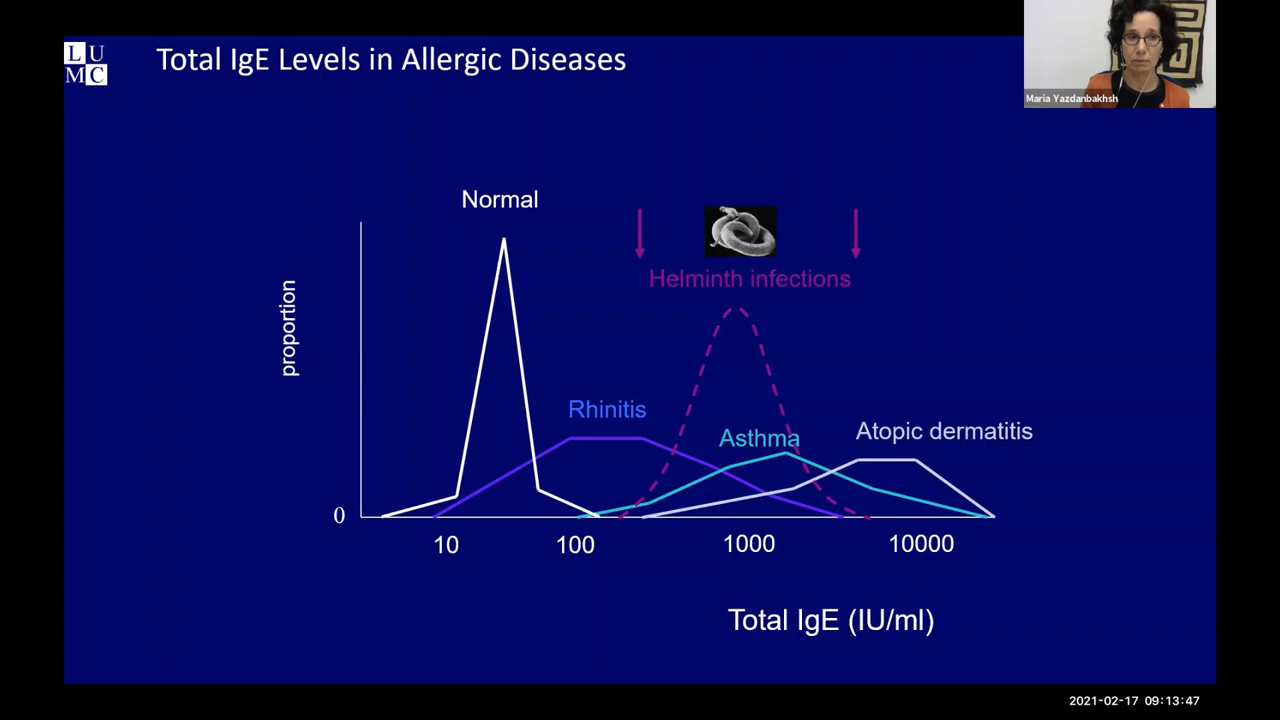 L U
M C
Total IgE Levels in Allergic Diseases
Maria Yazdanbakhsh
Normal
Helminth infections
proportion
Rhinitis
Asthma
Atopic dermatitis
0
10 100 1000 10000
Total IgE (IU/ml)
2021-02-17 09:13:47